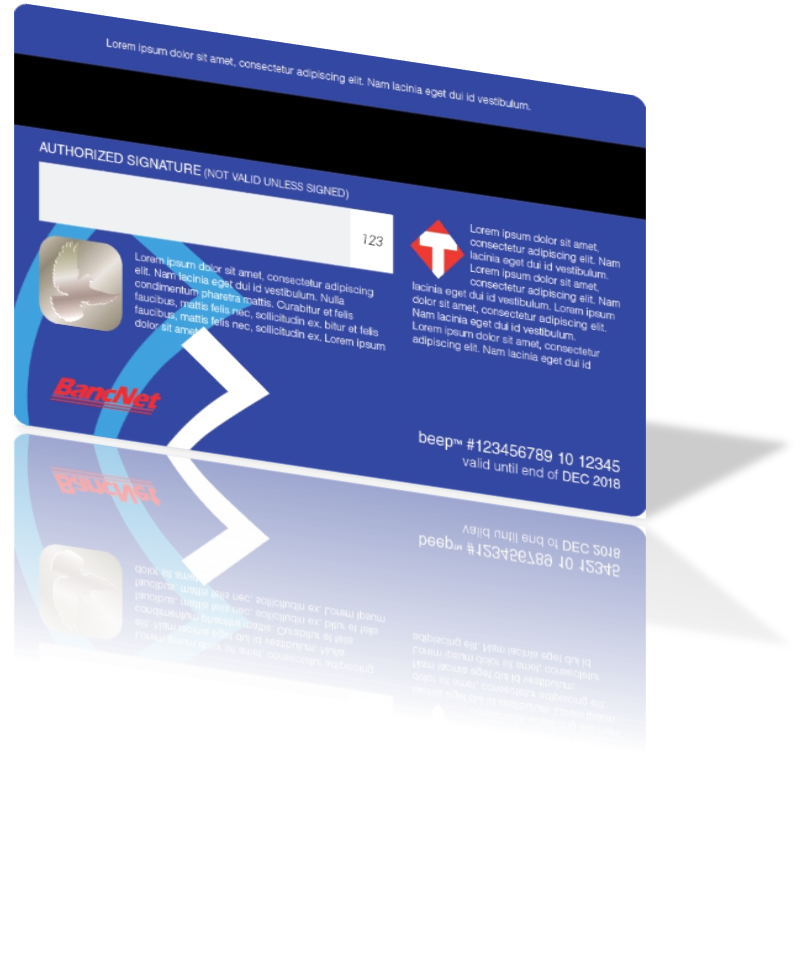 Lorem ipsum dolor sit amet, consectetur adipiscing elit. Nam lacinia eget dui id vestibulum.
AUTHORIZED SIGNATURE (NOT VALID UNLESS SIGNED)
123
Lorem ipsum dolor sit amet, consectetur adipiscing
elit. Nam lacinia eget dui id vestibulum. Nulla
condimentum pharetra mattis. Curabitur et felis
faucibus, mattis felis nec, sollicitudin ex. bitur et felis
faucibus, mattis felis nec, sollicitudin ex. Lorem ipsum
dolor sit amet
Lorem ipsum dolor sit amet,
consectetur adipiscing elit. Nam
lacinia eget dui id vestibulum.
Lorem ipsum dolor sit amet,
consectetur adipiscing elit. Nam
lacinia eget dui id vestibulum. Lorem ipsum
dolor sit amet, consectetur adipiscing elit.
Nam lacinia eget dui id vestibulum.
Lorem ipsum dolor sit amet, consectetur
adipiscing elit. Nam lacinia eget dui id
BancNet
beep™ #123456789 10 12345
valid until end of DEC 2018